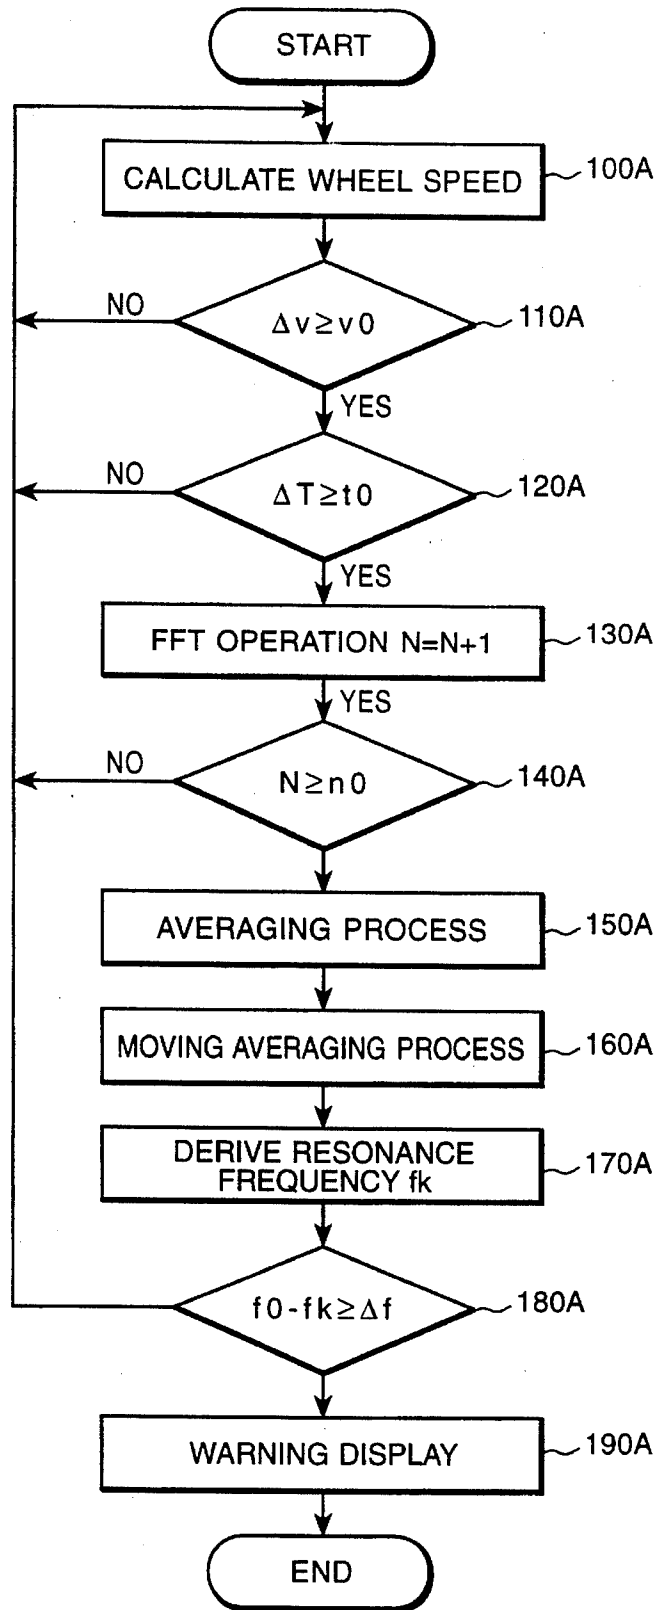 START
CALCULATE WHEEL SPEED
100A
NO
Δv≥v0
110A
YES
NO
ΔT≥t0
120A
YES
FFT OPERATION N=N+1
130A
YES
NO
N≥n0
140A
AVERAGING PROCESS
150A
MOVING AVERAGING PROCESS
160A
DERIVE RESONANCE
FREQUENCY fk
170A
f0-fk≥Δf
180A
WARNING DISPLAY
190A
END